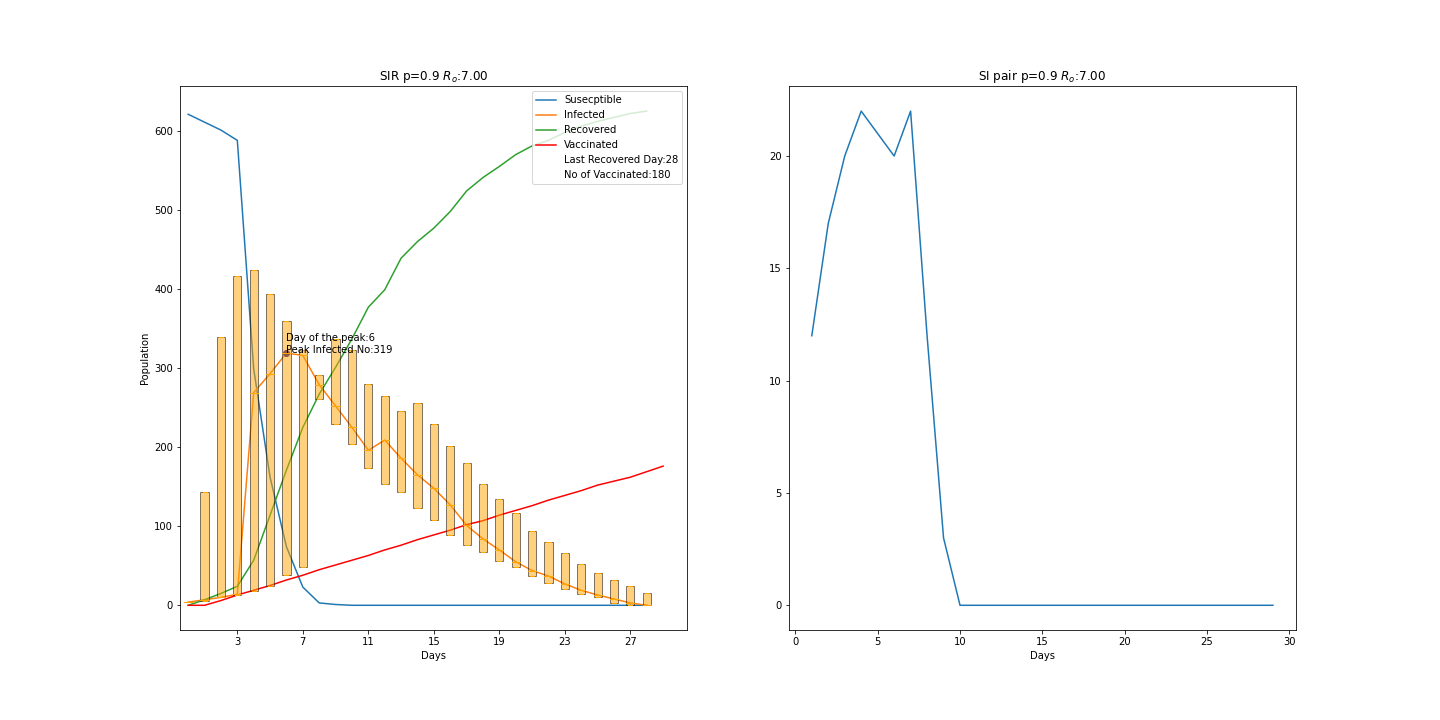 SIR p=0.9 Rₒ:7.00
Susecptible
Infected
Recovered
Vaccinated
Last Recovered Day:28
No of Vaccinated:180
600
500
400
300
200
100
0
Population
Day of the peak:6
Peak Infected No:319
3 7 11 15 19 23 27
Days
SI pair p=0.9 Rₒ:7.00
20
15
10
5
0
0 5 10 15 20 25 30
Days